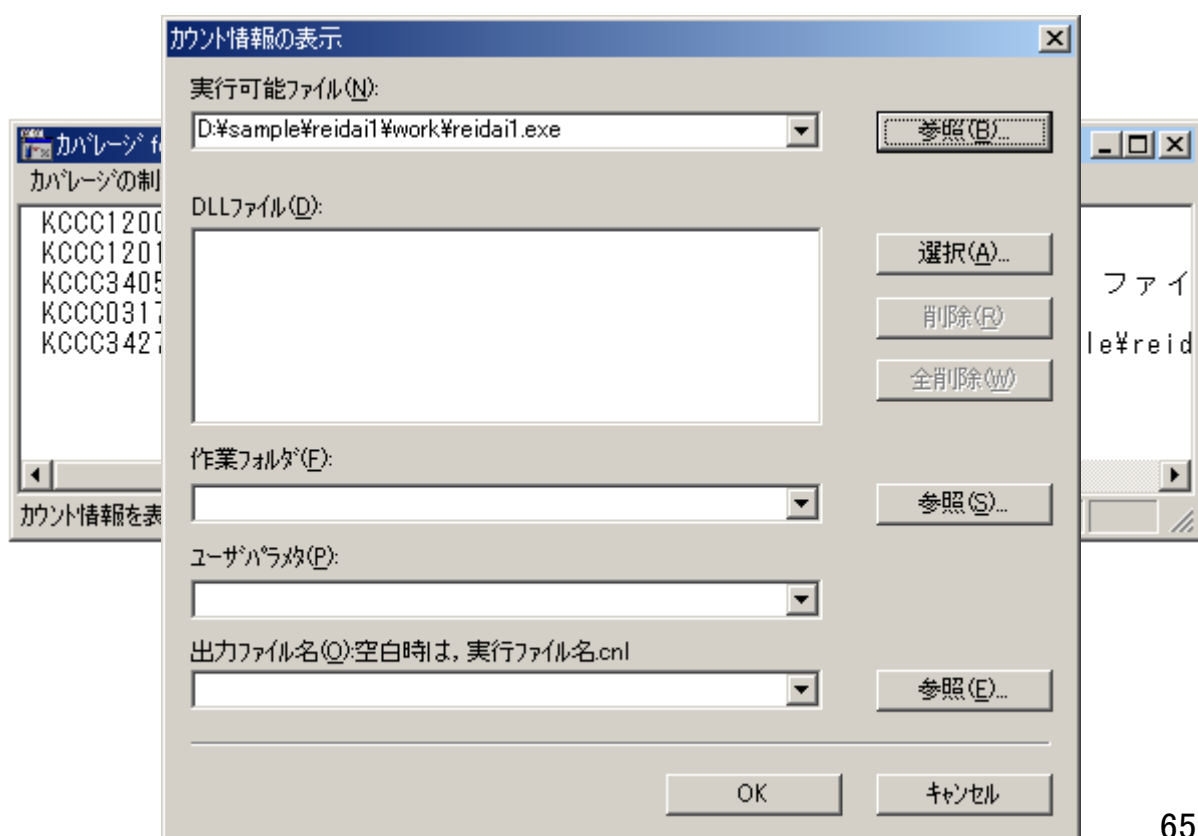 カウント情報の表示
実行可能ファイル(N):
D:¥sample¥reidai1¥work¥reidai1.exe
参照(B)...
DLLファイル(D):
選択(A)...
削除(R)
全削除(W)
作業フォルダ(F):
参照(S)...
ユーザパラメタ(P):
出力ファイル名(O):空白時は, 実行ファイル名.cnl
参照(E)...
OK
キャンセル
カバレージ f
カバレージの制
KCCC1200
KCCC1201
KCCC3405
ファイ
KCCC0317
KCCC3427
le¥reid
カウント情報を表
65